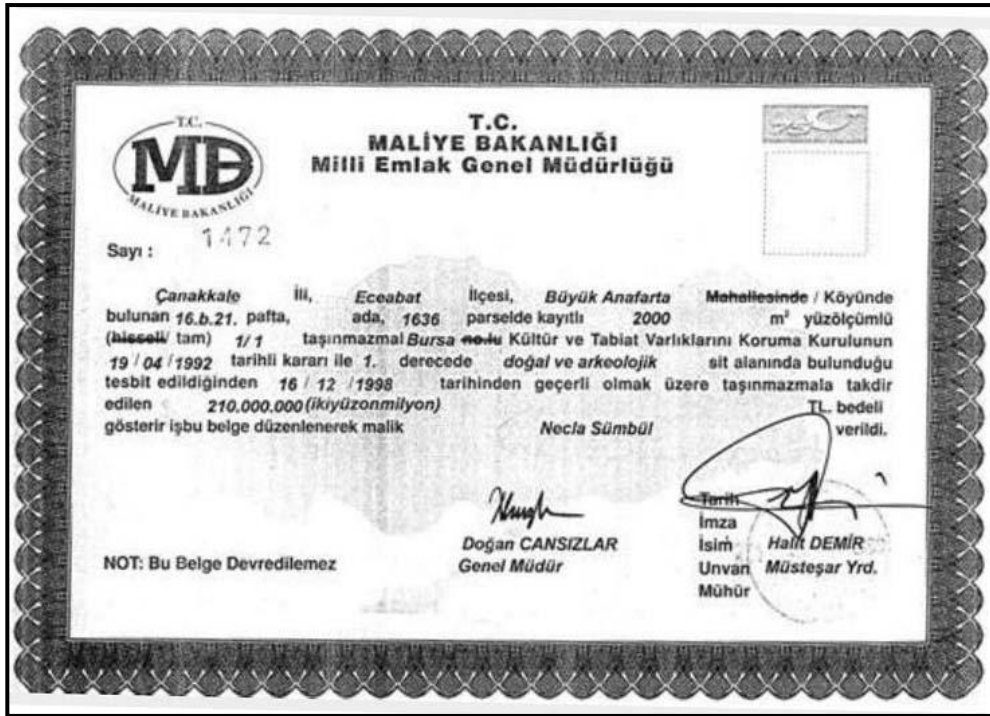 T.C.
MB
MALİYE BAKANLIĞI
T.C.
MALİYE BAKANLIĞI
Milli Emlak Genel Müdürlüğü
Sayı : 1472
Çanakkale İli, Eceabat İlçesi, Büyük Anafarta Mahallesinde / Köyünde
bulunan 16.b.21. pafta, ada, 1636 parselde kayıtlı 2000 m² yüzölçümlü
(hisseli/ tam) 1/1 taşınmazmal Bursa no.lu Kültür ve Tabiat Varlıklarını Koruma Kurulunun
19 / 04 / 1992 tarihli kararı ile 1. derecede doğal ve arkeolojik sit alanında bulunduğu
tesbit edildiğinden 16 / 12 / 1998 tarihinden geçerli olmak üzere taşınmazmala takdir
edilen 210.000.000 (ikiyüzonmilyon) TL. bedeli
gösterir işbu belge düzenlenerek malik Necla Sümbül verildi.
Tarih
İmza
Doğan CANSIZLAR İsim Halit DEMİR
NOT: Bu Belge Devredilemez Genel Müdür Unvan Müsteşar Yrd.
Mühür